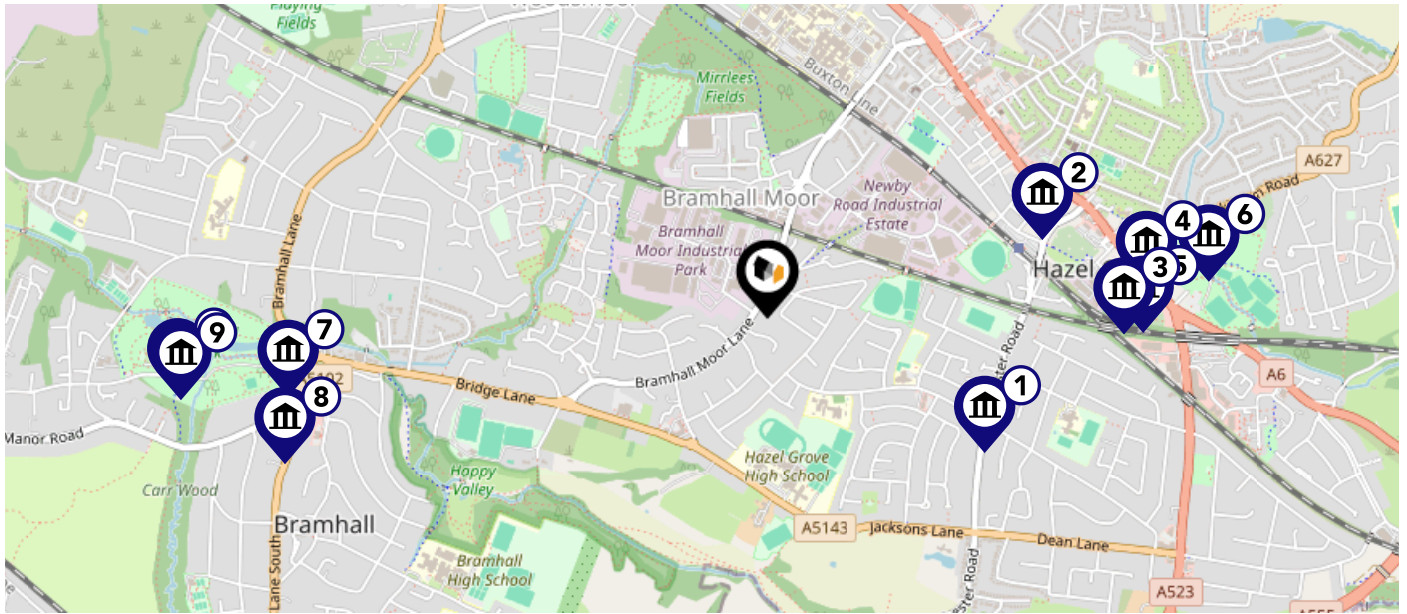 Playing
Fields
Mirrlees
Fields
Buxton Line
A627
Road
2
4
6
Bramhall Moor
Newby
Road Industrial
Estate
Bramhall
Moor Industrial
Park
Hazel
3
5
Bramhall Lane
9
7
8
Bridge Lane
Bramhall Moor Lane
1
A6
Manor Road
Carr Wood
Happy
Valley
Hazel Grove
High School
Bramhall
A5143
Jacksons Lane
Dean Lane
Bramhall
High School
Lane South
A523